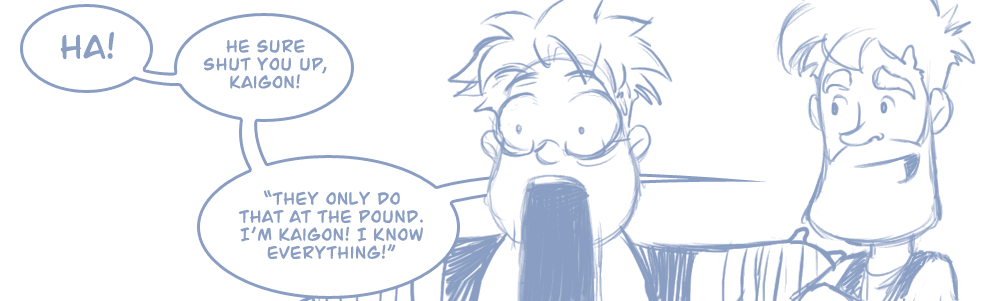 HA!
HE SURE
SHUT YOU UP,
KAIGON!
"THEY ONLY DO
THAT AT THE POUND.
I'M KAIGON! I KNOW
EVERYTHING!"